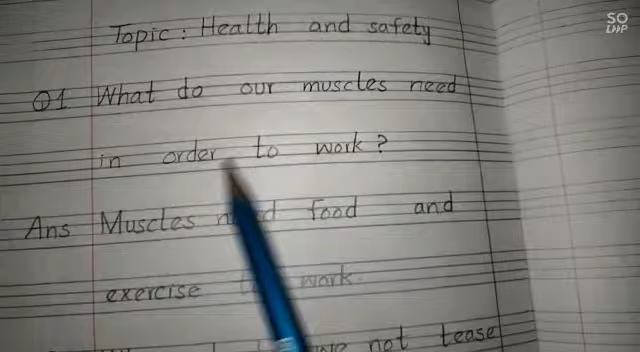 SO LOOP
Topic: Health and safety
Q1 What do our muscles need
in order to work?
Ans Muscles need food and
exercise work.
not tease